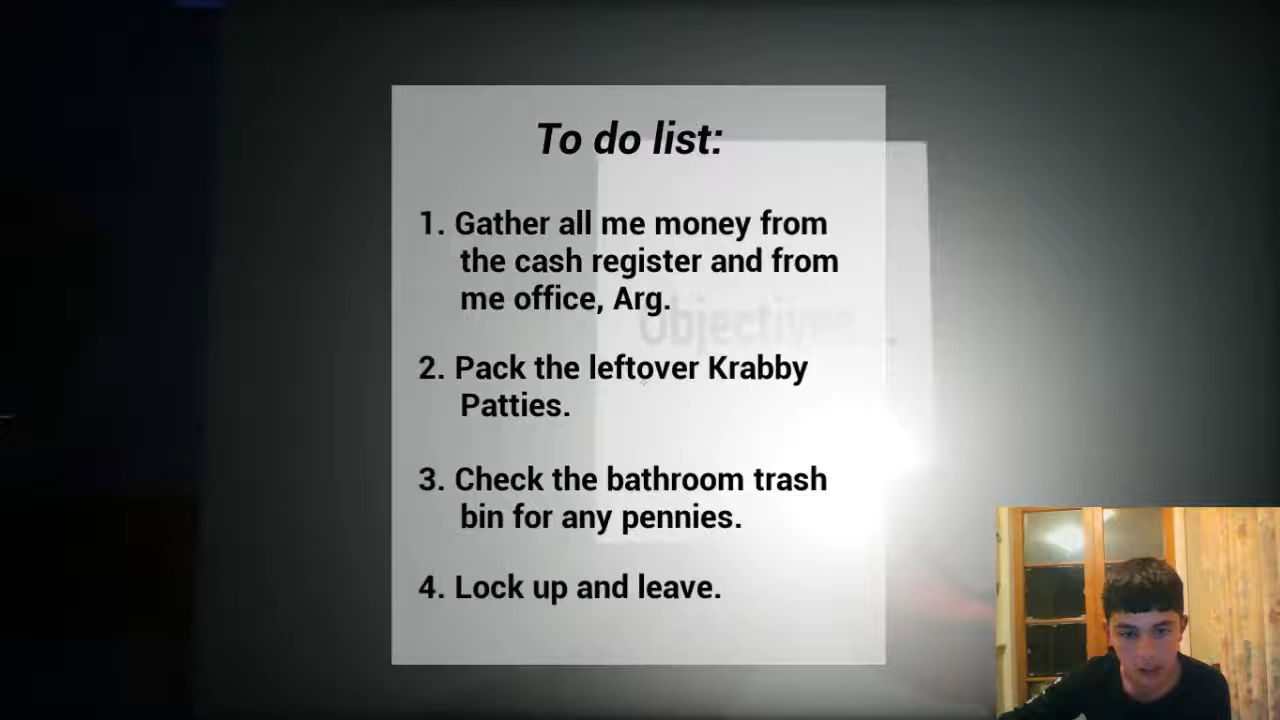 To do list:
1. Gather all me money from
the cash register and from
me office, Arg.
Objectives
2. Pack the leftover Krabby
Patties.
3. Check the bathroom trash
bin for any pennies.
4. Lock up and leave.